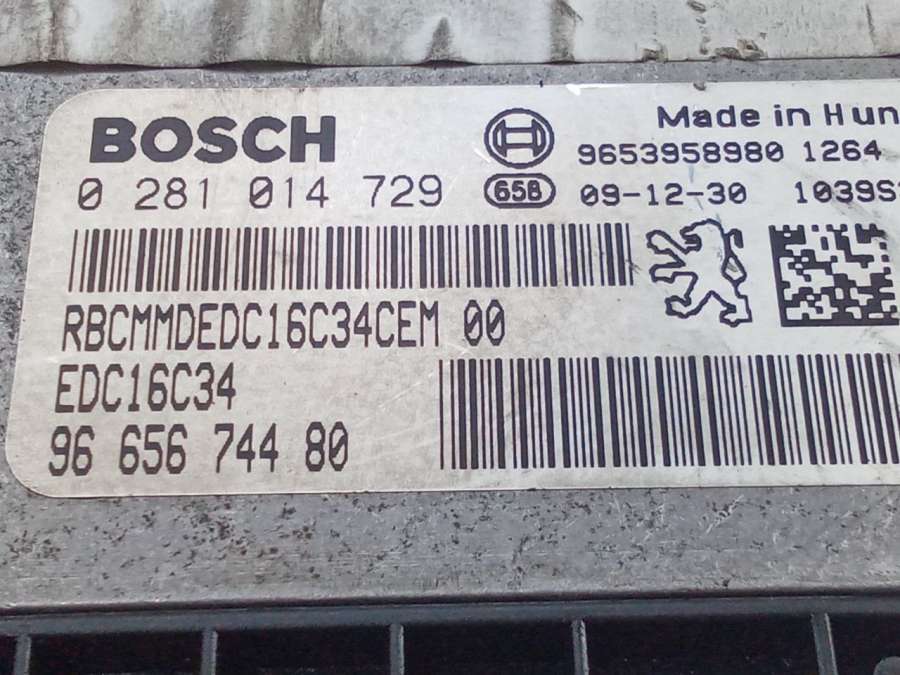 BOSCH
Made in Hun
9653958980 1264
0 281 014 729
658
09-12-30 1039S
RBCMMDEDC16C34CEM 00
EDC16C34
96 656 744 80